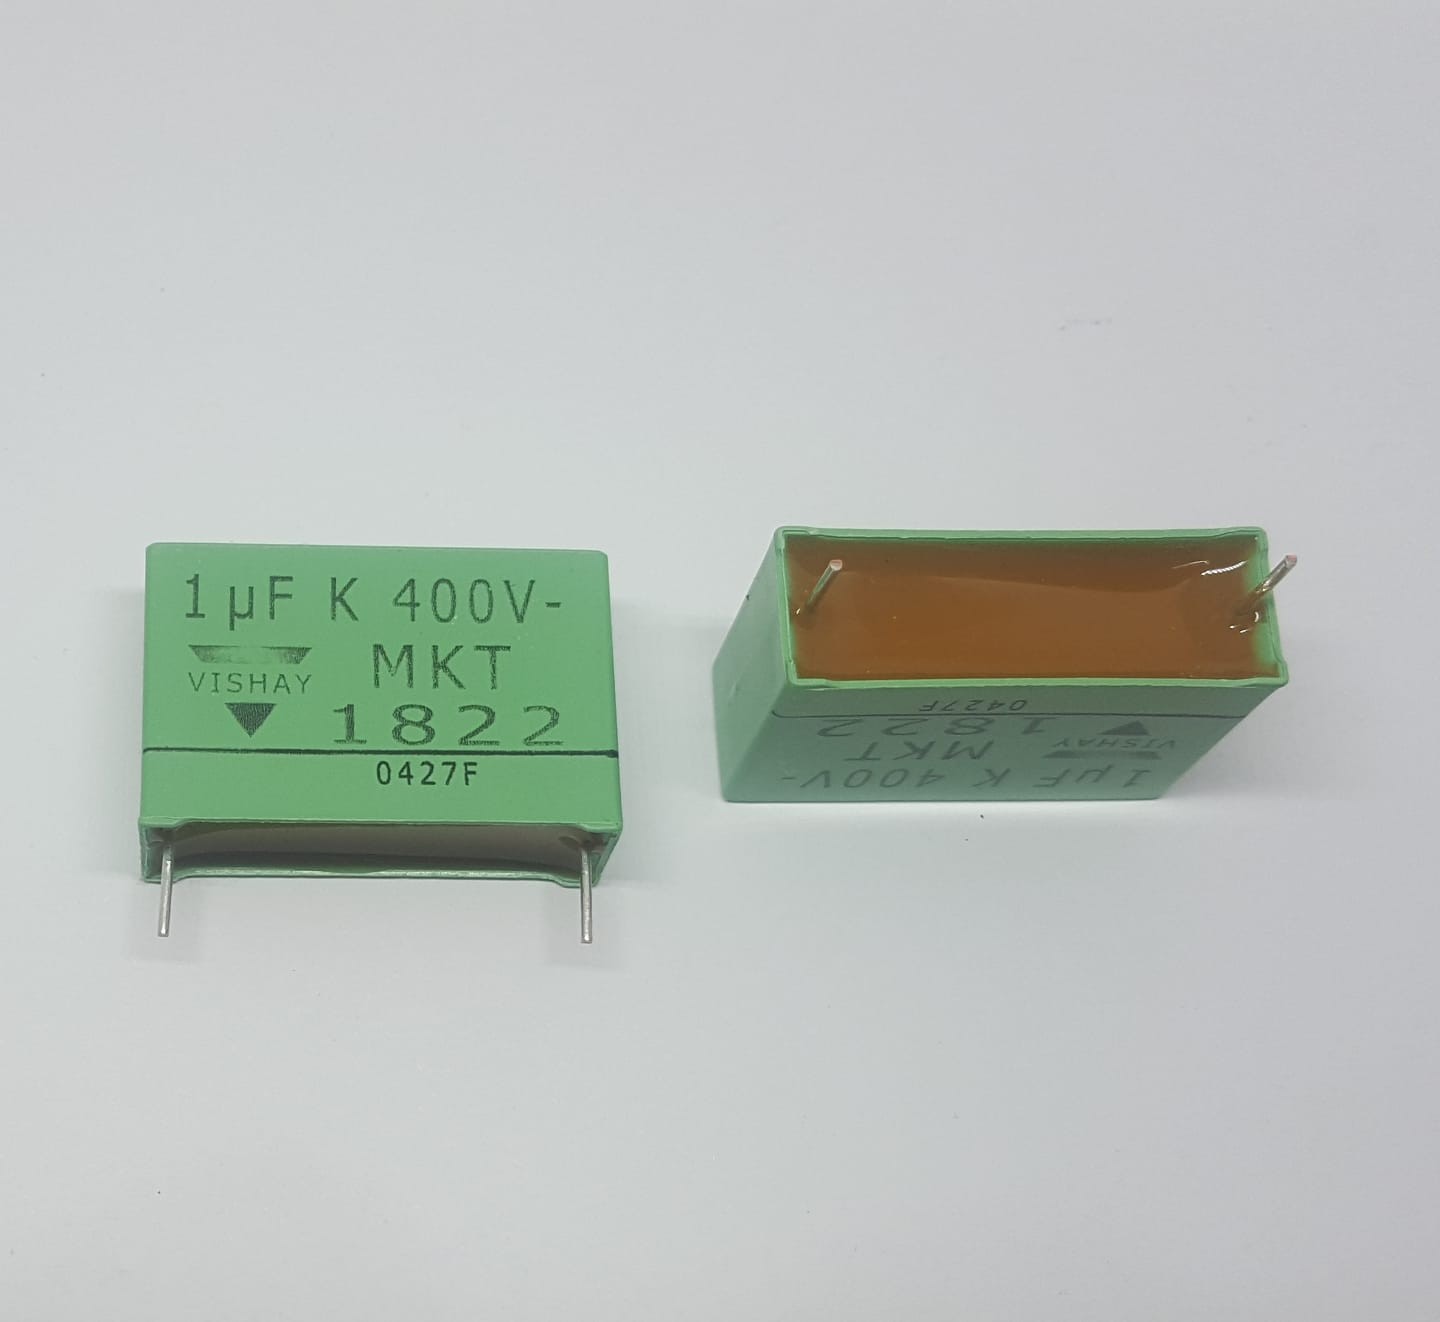 1 µF K 400V-
VISHAY MKT
1822
0427F
0427F
1822
VISHAY MKT
1 µF K 400V-